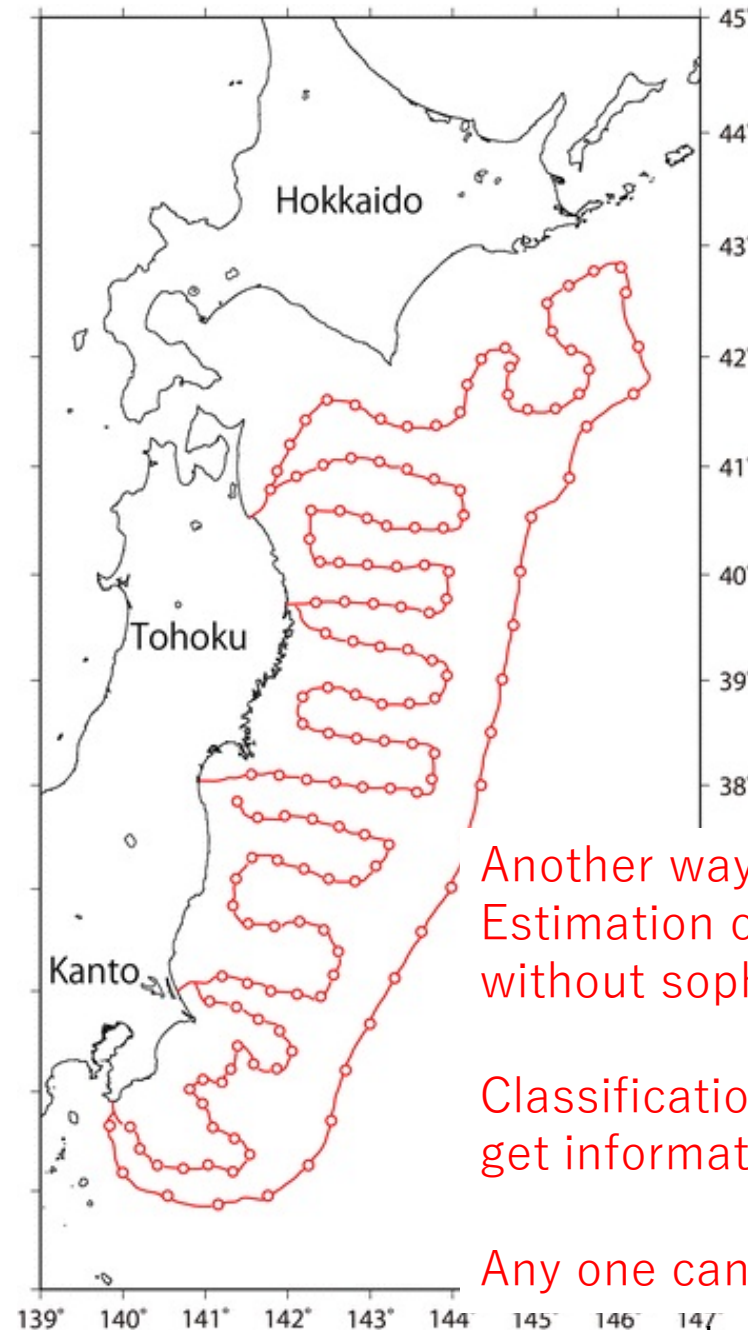 45°
44°
Hokkaido
43°
42°
41°
40°
Tohoku
39°
38°
Another way
Estimation
without soph
Kanto
Classificatio
get informat
Any one can
139° 140° 141° 142° 143° 144° 145° 146° 147°